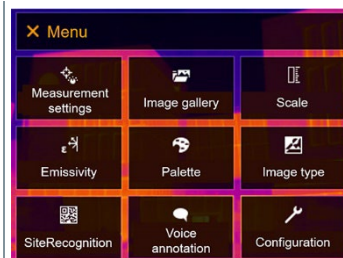 × Menu
Measurement
settings
Image gallery
Scale
ε
Emissivity
Palette
Image type
SiteRecognition
Voice
annotation
Configuration